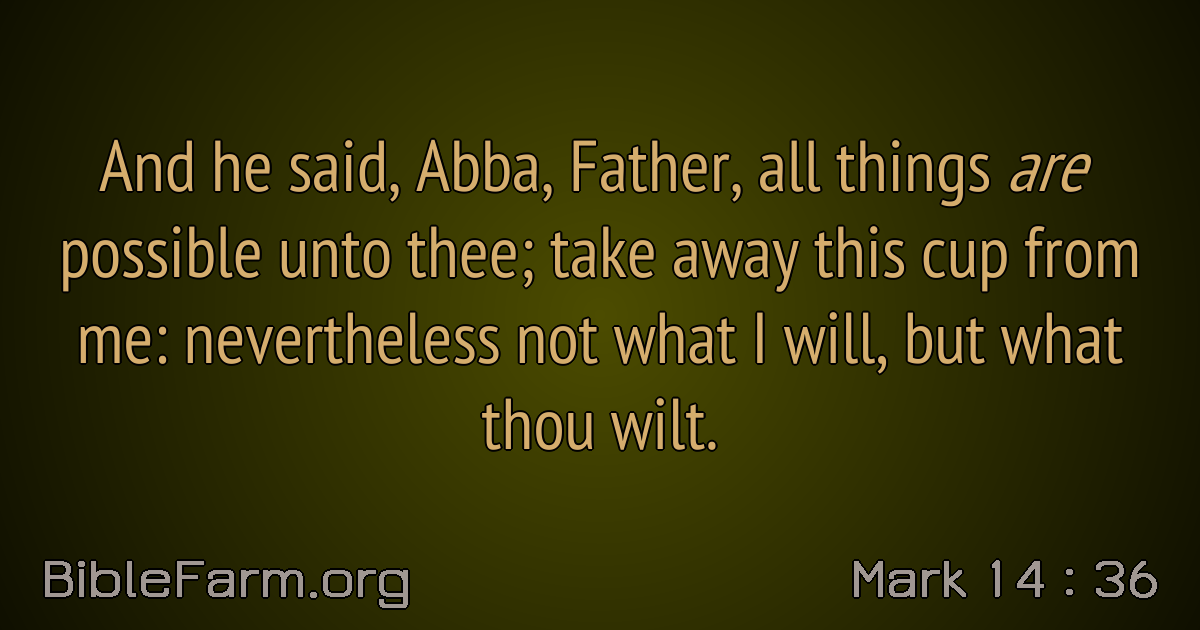 And he said, Abba, Father, all things are
possible unto thee; take away this cup from
me: nevertheless not what I will, but what
thou wilt.
BibleFarm.org
Mark 14 : 36